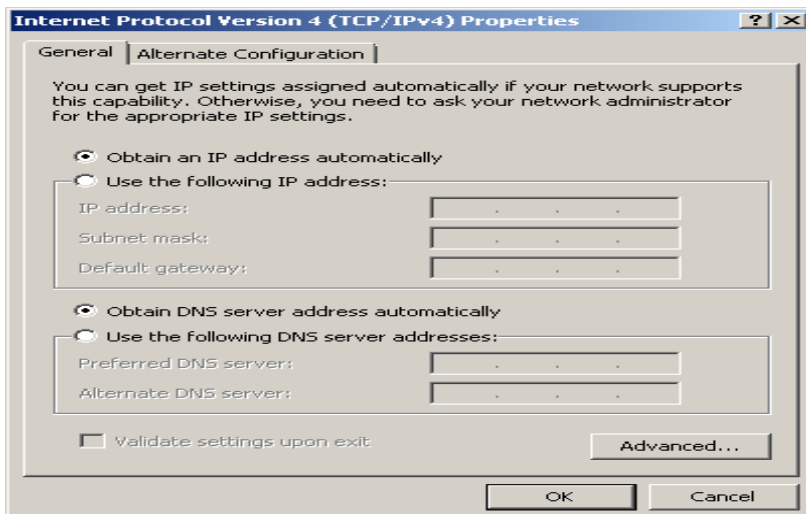 Internet Protocol Version 4 (TCP/IPv4) Properties
General
Alternate Configuration
You can get IP settings assigned automatically if your network supports
this capability. Otherwise, you need to ask your network administrator
for the appropriate IP settings.
Obtain an IP address automatically
Use the following IP address:
IP address:
Subnet mask:
Default gateway:
Obtain DNS server address automatically
Use the following DNS server addresses:
Preferred DNS server:
Alternate DNS server:
Validate settings upon exit
Advanced...
OK
Cancel